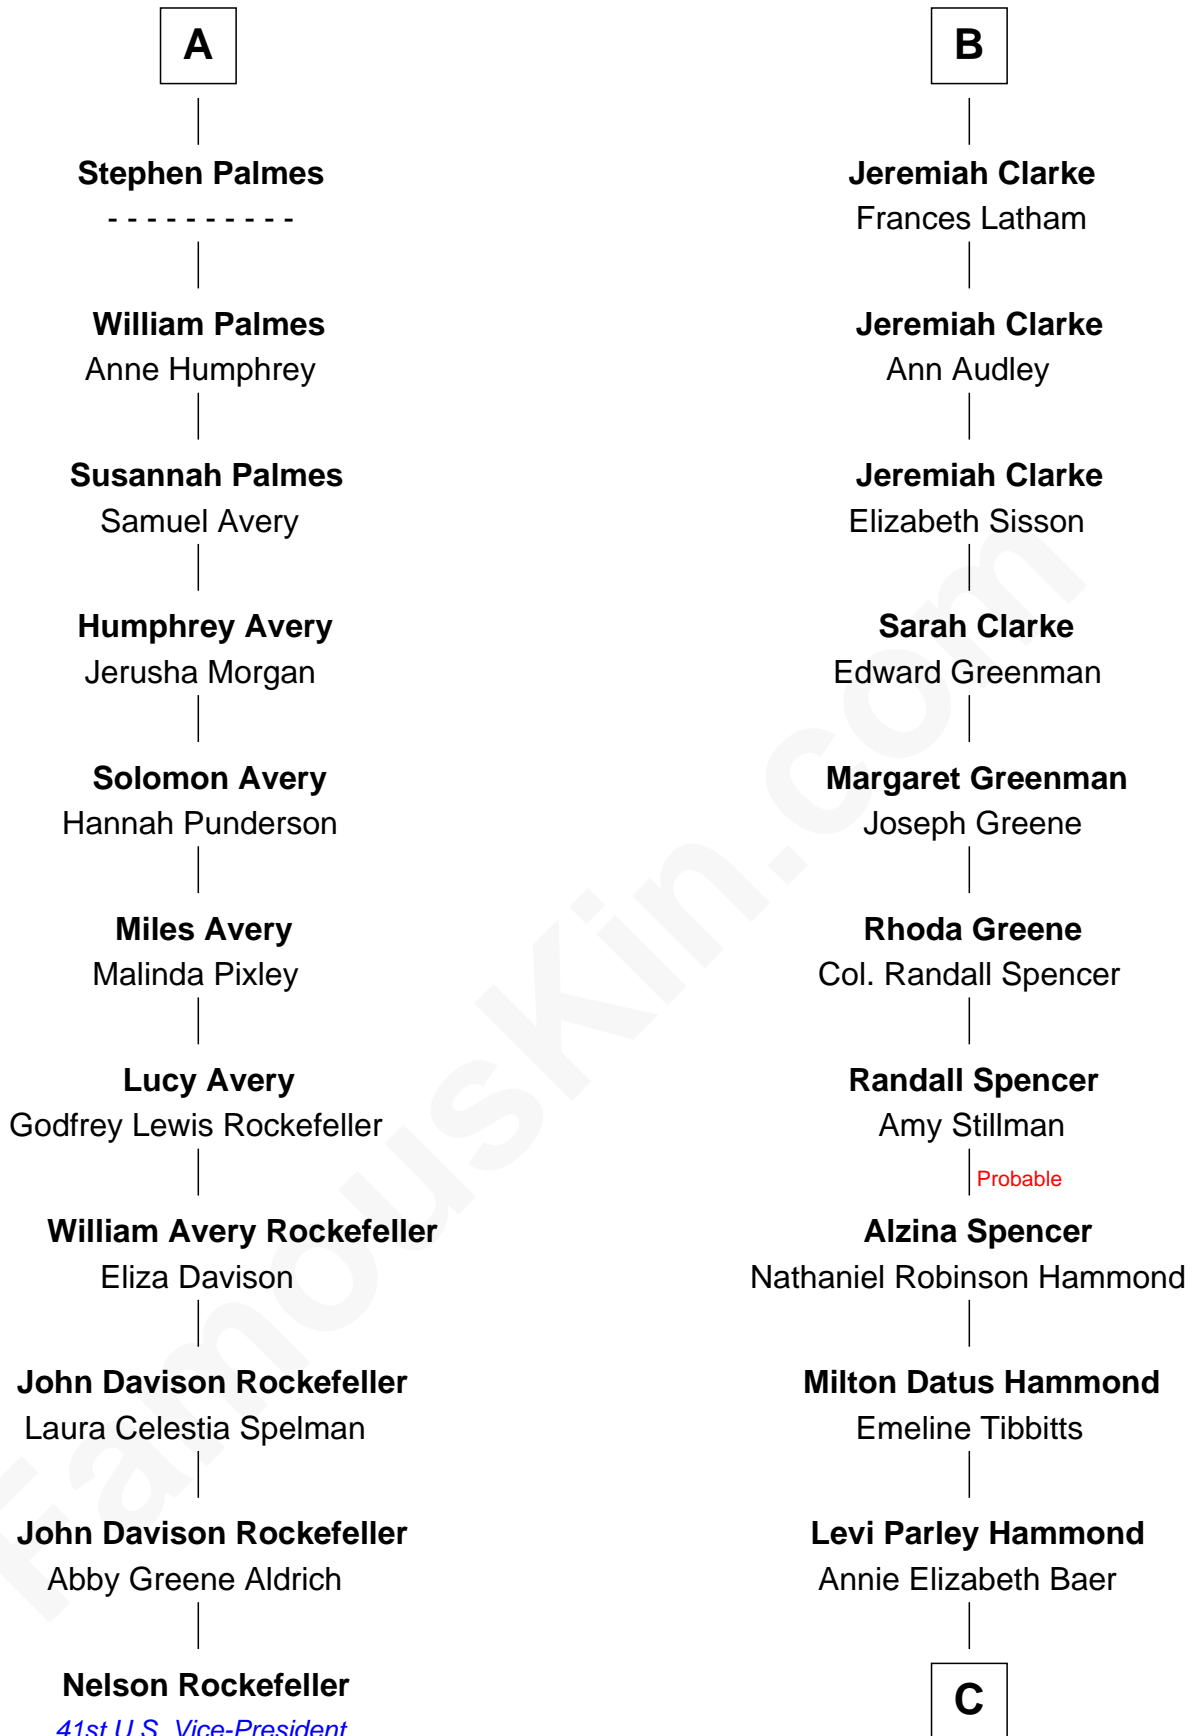 A
Stephen Palmes
- - - - - - - - - -
William Palmes
Anne Humphrey
Susannah Palmes
Samuel Avery
Humphrey Avery
Jerusha Morgan
Solomon Avery
Hannah Punderson
Miles Avery
Malinda Pixley
Lucy Avery
Godfrey Lewis Rockefeller
William Avery Rockefeller
Eliza Davison
John Davison Rockefeller
Laura Celestia Spelman
John Davison Rockefeller
Abby Greene Aldrich
Nelson Rockefeller
41st U.S. Vice-President
B
Jeremiah Clarke
Frances Latham
Jeremiah Clarke
Ann Audley
Jeremiah Clarke
Elizabeth Sisson
Sarah Clarke
Edward Greenman
Margaret Greenman
Joseph Greene
Rhoda Greene
Col. Randall Spencer
Randall Spencer
Amy Stillman
Probable
Alzina Spencer
Nathaniel Robinson Hammond
Milton Datus Hammond
Emeline Tibbitts
Levi Parley Hammond
Annie Elizabeth Baer
C
FamousKin.com